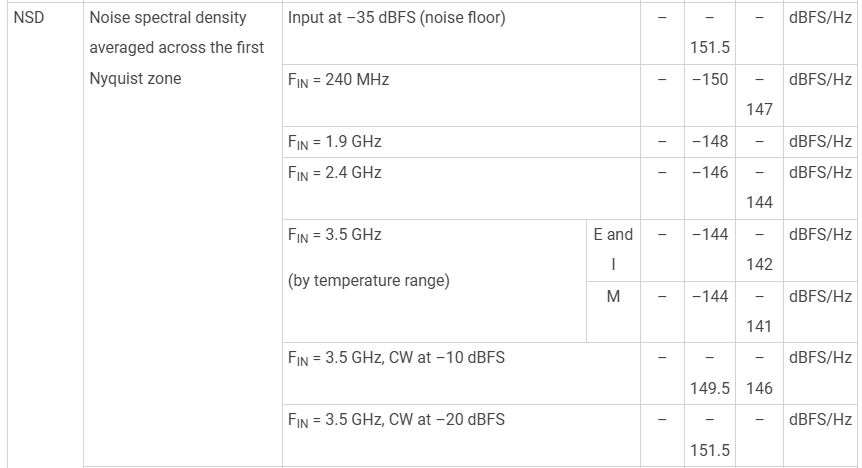 NSD Noise spectral density Input at −35 dBFS (noise floor) – – – dBFS/Hz
averaged across the first 151.5
Nyquist zone FIN = 240 MHz – −150 – dBFS/Hz
147
FIN = 1.9 GHz – −148 – dBFS/Hz
FIN = 2.4 GHz – −146 – dBFS/Hz
144
FIN = 3.5 GHz E and – −144 – dBFS/Hz
I 142
(by temperature range)
M – −144 – dBFS/Hz
141
FIN = 3.5 GHz, CW at −10 dBFS – – – dBFS/Hz
149.5 146
FIN = 3.5 GHz, CW at −20 dBFS – – – dBFS/Hz
151.5